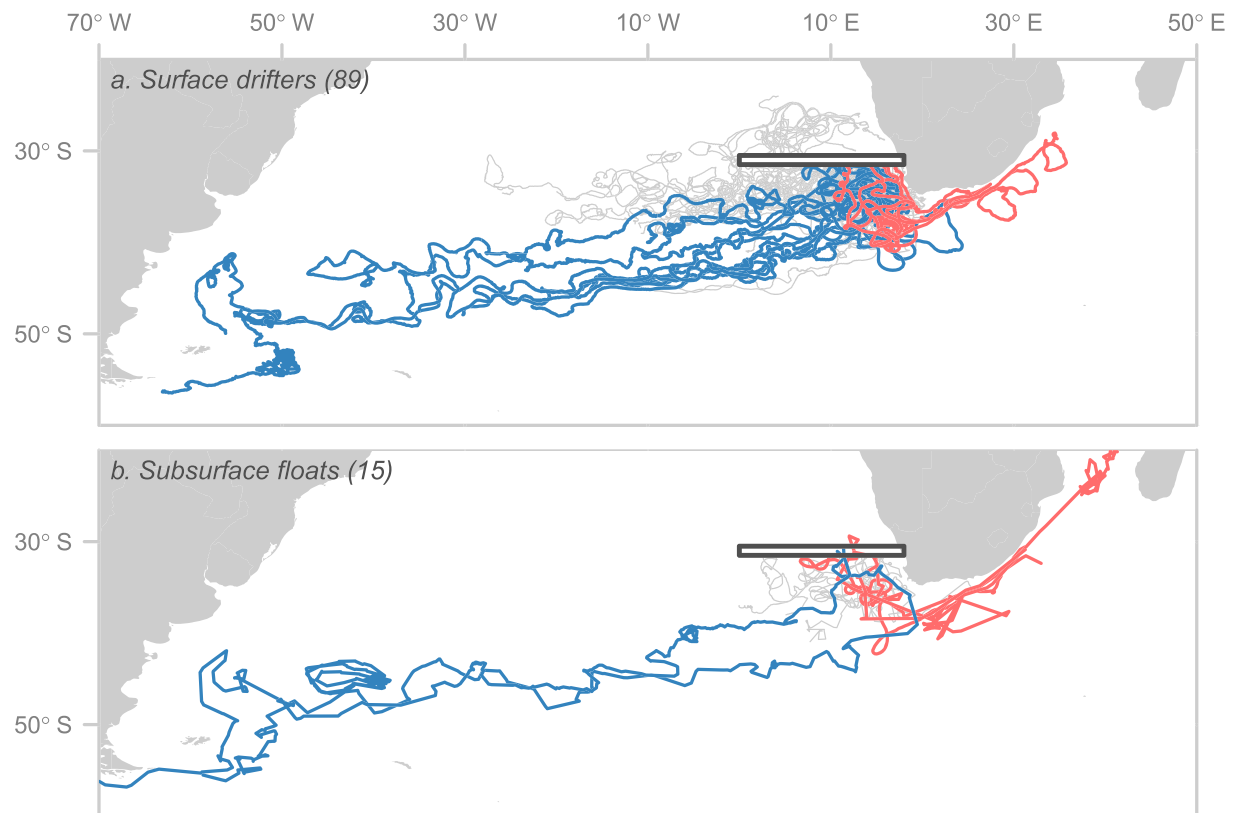 70° W 50° W 30° W 10° W 10° E 30° E 50° E
a. Surface drifters (89)
30° S
50° S
b. Subsurface floats (15)
30° S
50° S